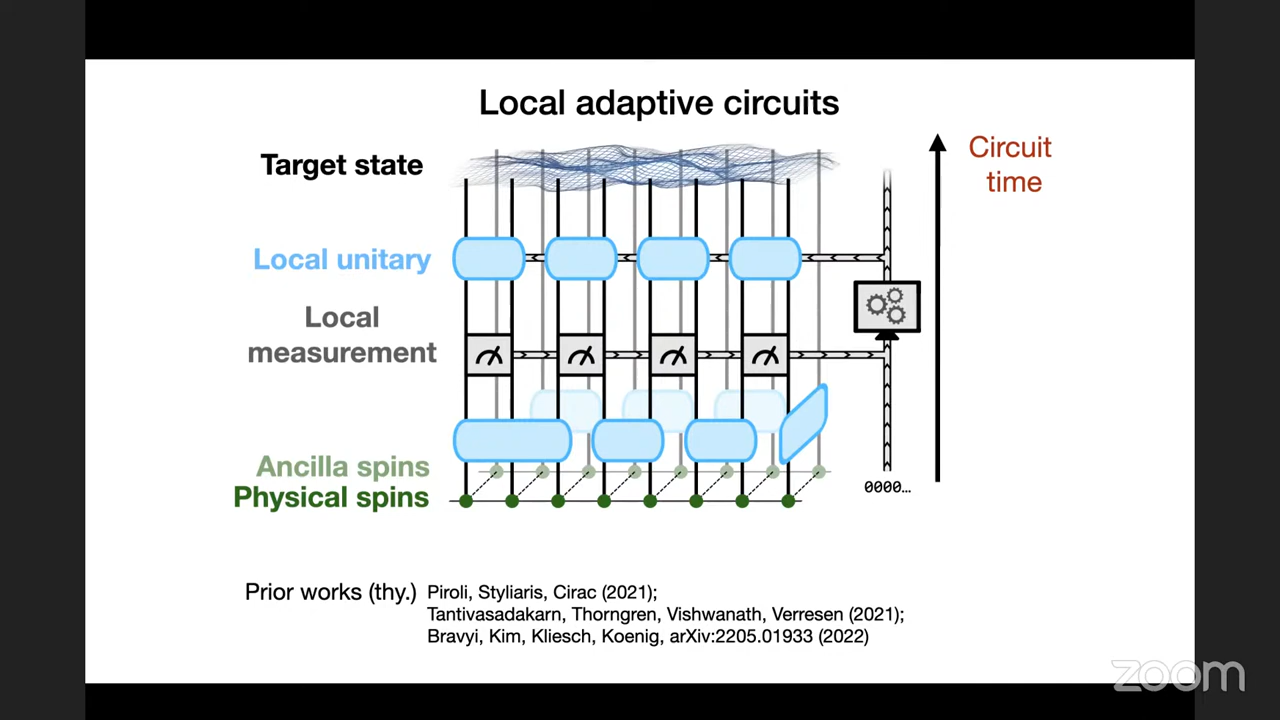 Local adaptive circuits
Target state
Circuit
time
Local unitary
Local
measurement
Ancilla spins
Physical spins
0000…
Prior works (thy.) Piroli, Styliaris, Cirac (2021);
Tantivasadakarn, Thorngren, Vishwanath, Verresen (2021);
Bravyi, Kim, Kliesch, Koenig, arXiv:2205.01933 (2022)
zoom